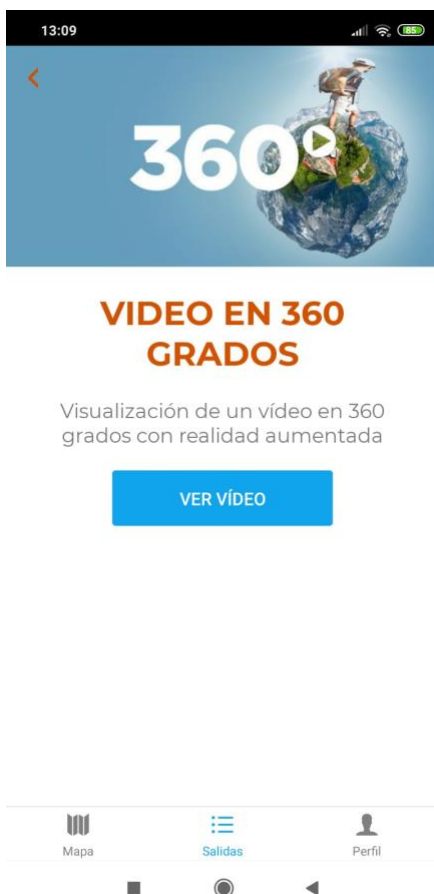 13:09
85
360º
VIDEO EN 360
GRADOS
Visualización de un vídeo en 360
grados con realidad aumentada
VER VÍDEO
Mapa
Salidas
Perfil